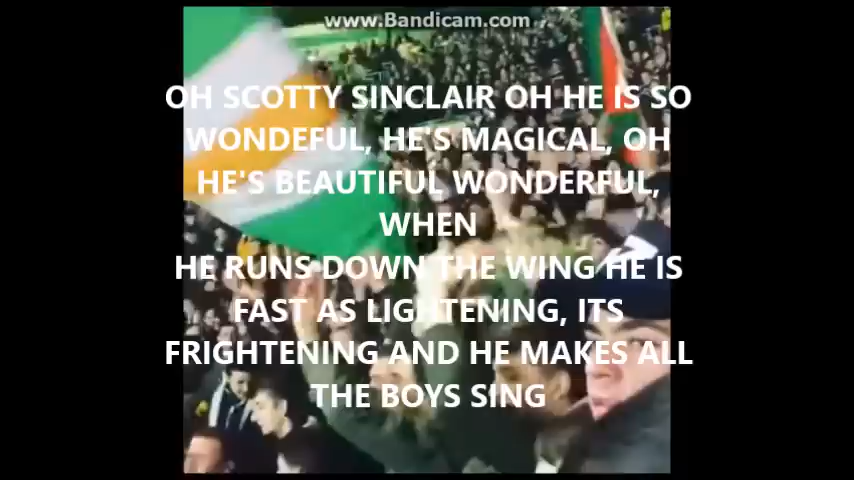 www.Bandicam.com
OH SCOTTY SINCLAIR OH HE IS SO
WONDEFUL, HE'S MAGICAL, OH
HE'S BEAUTIFUL WONDERFUL,
WHEN
HE RUNS DOWN THE WING HE IS
FAST AS LIGHTENING, ITS
FRIGHTENING AND HE MAKES ALL
THE BOYS SING